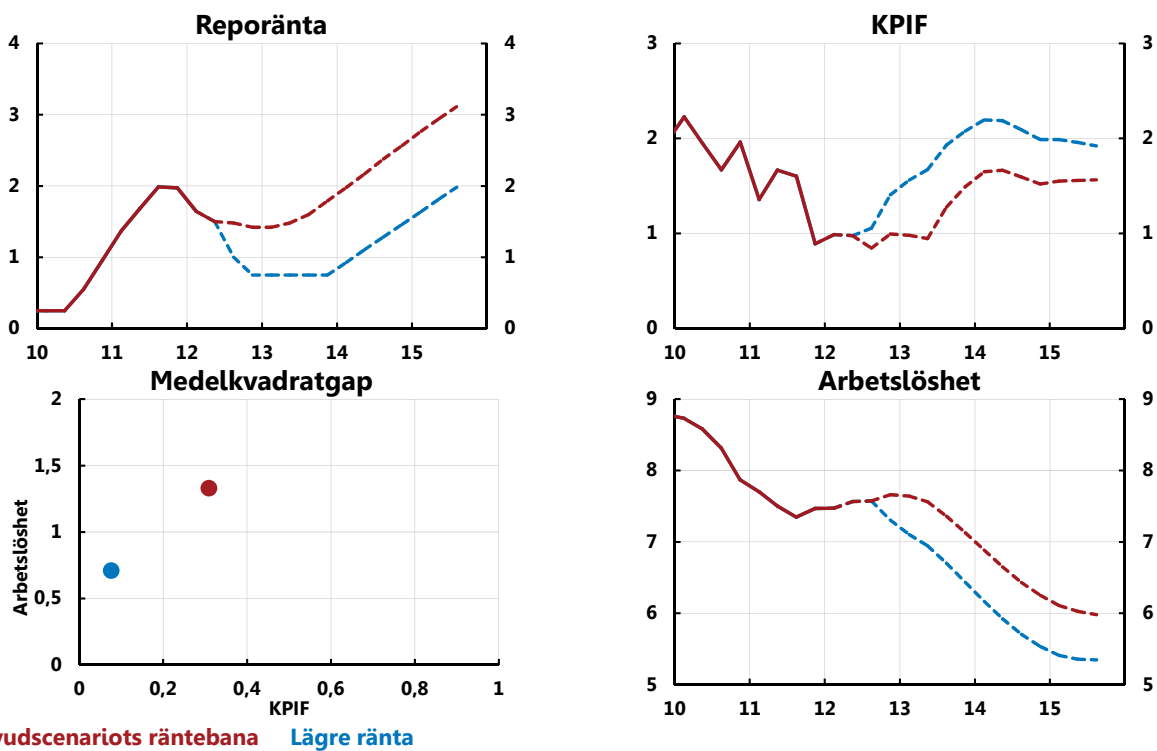 Reporänta
4 4
3 3
2 2
1 1
0 0
10 11 12 13 14 15
KPIF
3 3
2 2
1 1
0 0
10 11 12 13 14 15
Medelkvadratgap
2
1,5
1
0,5
0
Arbetslöshet
0 0,2 0,4 0,6 0,8 1
KPIF
Arbetslöshet
9 9
8 8
7 7
6 6
5 5
10 11 12 13 14 15
vudscenariots räntebana Lägre ränta